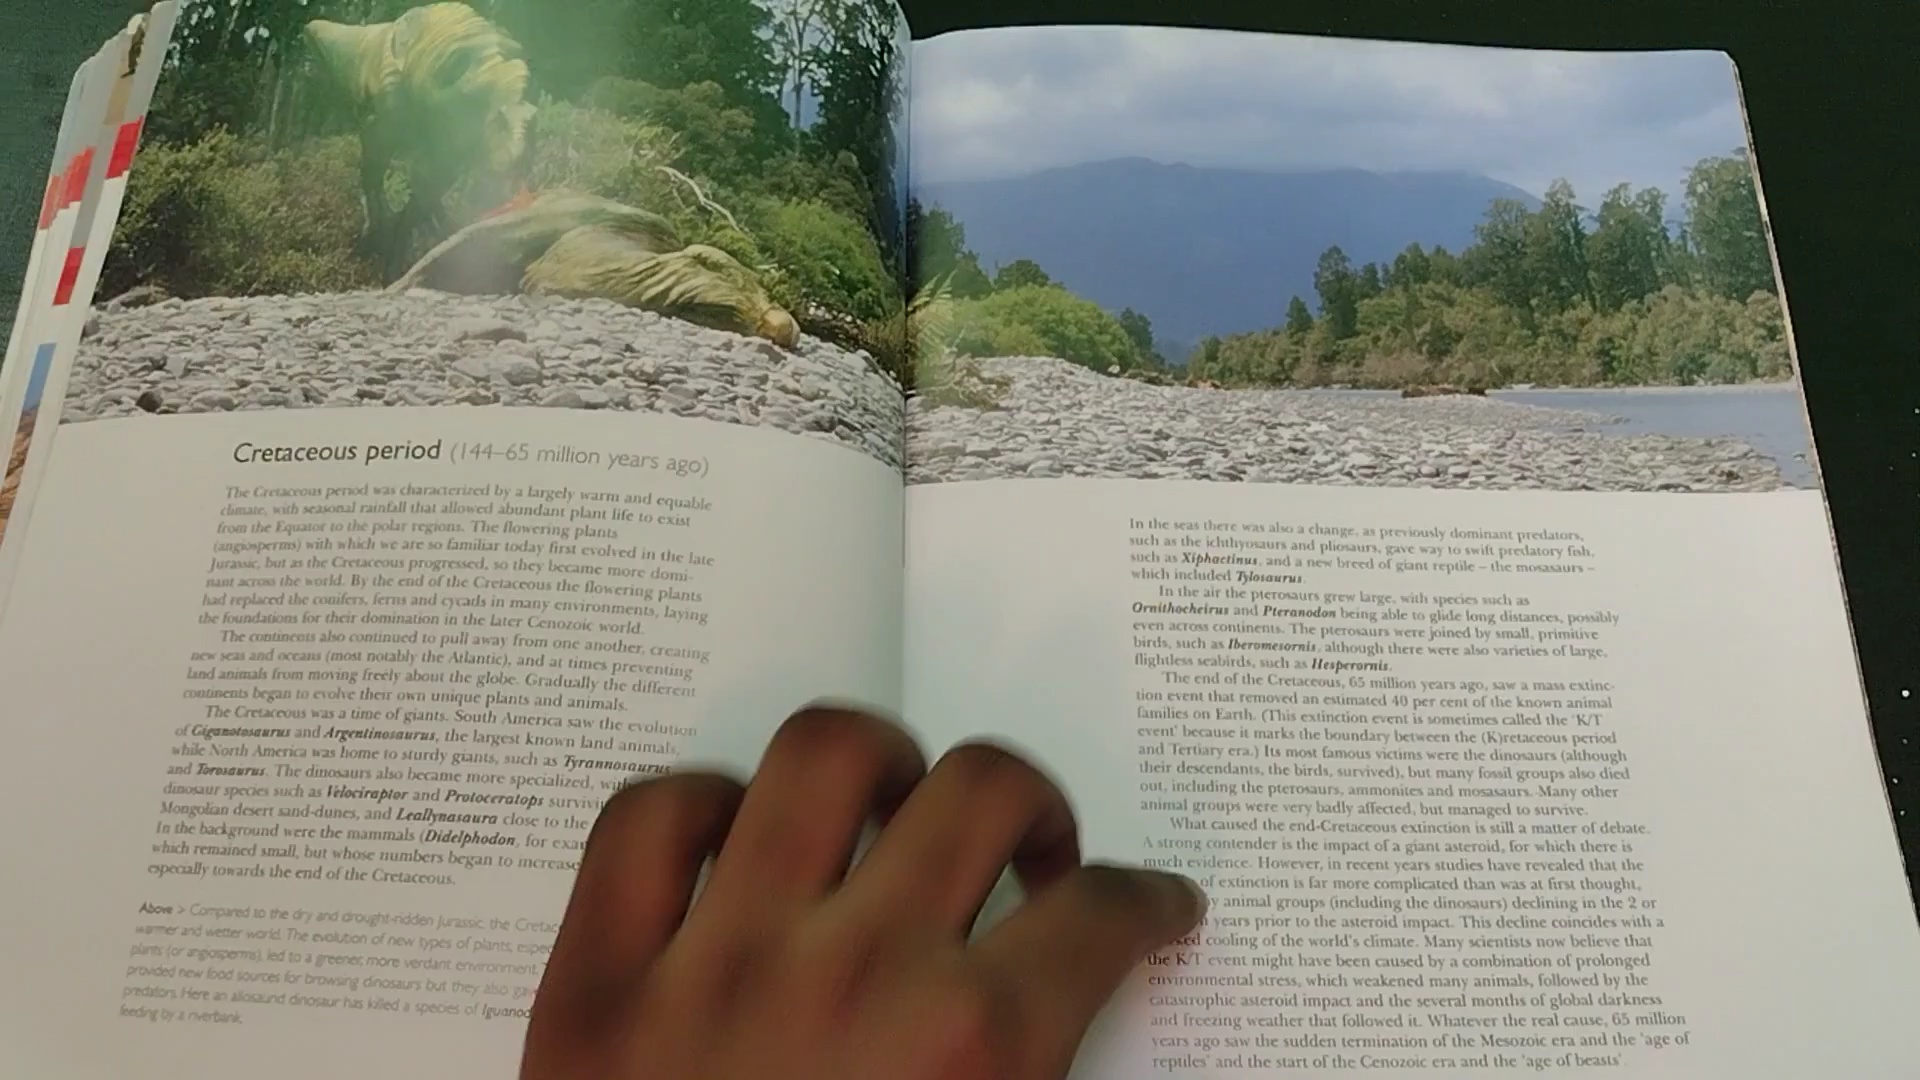 Cretaceous period (144–65 million years ago)
The Cretaceous period was characterized by a largely warm and equable
climate, with seasonal rainfall that allowed abundant plant life to exist
from the Equator to the polar regions. The flowering plants
(angiosperms) with which we are so familiar today first evolved in the late
Jurassic, but as the Cretaceous progressed, so they became more domi-
nant across the world. By the end of the Cretaceous the flowering plants
had replaced the conifers, ferns and cycads in many environments, laying
the foundations for their domination in the later Cenozoic world.
The continents also continued to pull away from one another, creating
new seas and oceans (most notably the Atlantic), and at times preventing
land animals from moving freely about the globe. Gradually the different
continents began to evolve their own unique plants and animals.
The Cretaceous was a time of giants. South America saw the evolution
of Giganotosaurus and Argentinosaurus, the largest known land animals,
while North America was home to sturdy giants, such as Tyrannosaurus
and Torosaurus. The dinosaurs also became more specialized, with
dinosaur species such as Velociraptor and Protoceratops
Mongolian desert sand-dunes, and Leallynasaura close to the
In the background were the mammals (Didelphodon, for
which remained small, but whose numbers began to increase
especially towards the end of the Cretaceous.
Above > Compared to the dry and drought-ridden Jurassic, the
warmer and wetter world. The evolution of new types of plants,
plants (or angiosperms), led to a greener, more verdant environment.
provided new food sources for browsing dinosaurs but they also
predators. Here an allosaurid dinosaur has killed a species of
feeding by a riverbank.
In the seas there was also a change, as previously dominant predators,
such as the ichthyosaurs and pliosaurs, gave way to swift predatory fish,
such as Xiphactinus, and a new breed of giant reptile – the mosasaurs –
which included Tylosaurus.
In the air the pterosaurs grew large, with species such as
Ornithocheirus and Pteranodon being able to glide long distances, possibly
even across continents. The pterosaurs were joined by small, primitive
birds, such as Iberomesornis, although there were also varieties of large,
flightless seabirds, such as Hesperornis.
The end of the Cretaceous, 65 million years ago, saw a mass extinc-
tion event that removed an estimated 40 per cent of the known animal
families on Earth. (This extinction event is sometimes called the 'K/T
event' because it marks the boundary between the (K)retaceous period
and Tertiary era.) Its most famous victims were the dinosaurs (although
their descendants, the birds, survived), but many fossil groups also died
out, including the pterosaurs, ammonites and mosasaurs. Many other
animal groups were very badly affected, but managed to survive.
What caused the end-Cretaceous extinction is still a matter of debate.
A strong contender is the impact of a giant asteroid, for which there is
much evidence. However, in recent years studies have revealed that the
of extinction is far more complicated than was at first thought,
animal groups (including the dinosaurs) declining in the 2 or
years prior to the asteroid impact. This decline coincides with a
cooling of the world's climate. Many scientists now believe that
the K/T event might have been caused by a combination of prolonged
environmental stress, which weakened many animals, followed by the
catastrophic asteroid impact and the several months of global darkness
and freezing weather that followed it. Whatever the real cause, 65 million
years ago saw the sudden termination of the Mesozoic era and the 'age of
reptiles' and the start of the Cenozoic era and the 'age of beasts'.